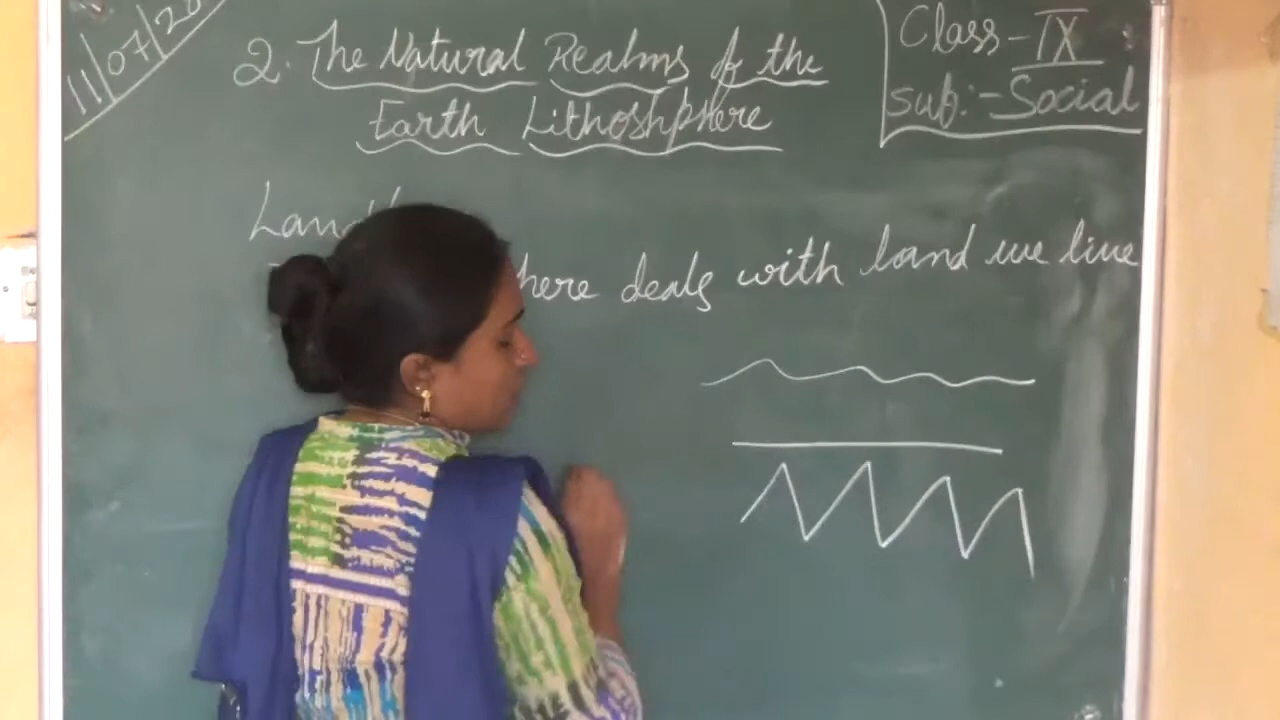 11/07/20
2. The Natural Realms of the
Earth Lithoshphere
Class - IX
Sub:- Social
here deals with land we live